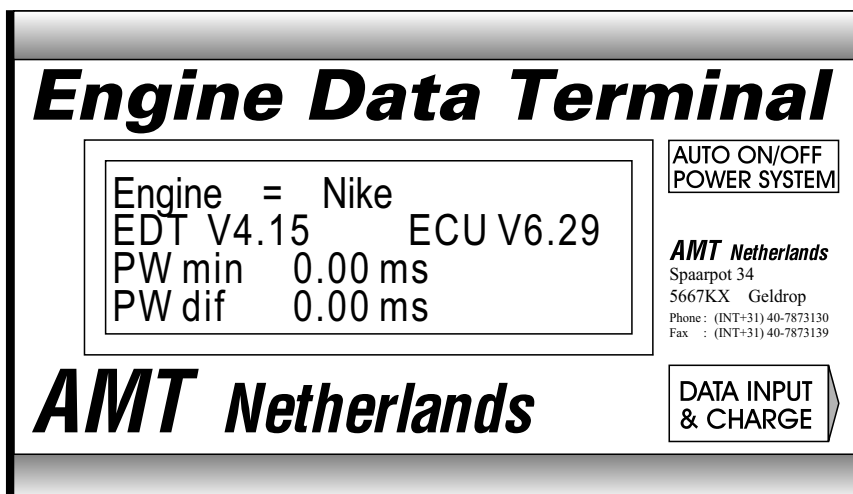 Engine Data Terminal
Engine = Nike
EDT V4.15 ECU V6.29
PW min 0.00 ms
PW dif 0.00 ms
AUTO ON/OFF
POWER SYSTEM
AMT Netherlands
Spaarpot 34
5667KX Geldrop
Phone : (INT+31) 40-7873130
Fax : (INT+31) 40-7873139
AMT Netherlands
DATA INPUT
& CHARGE